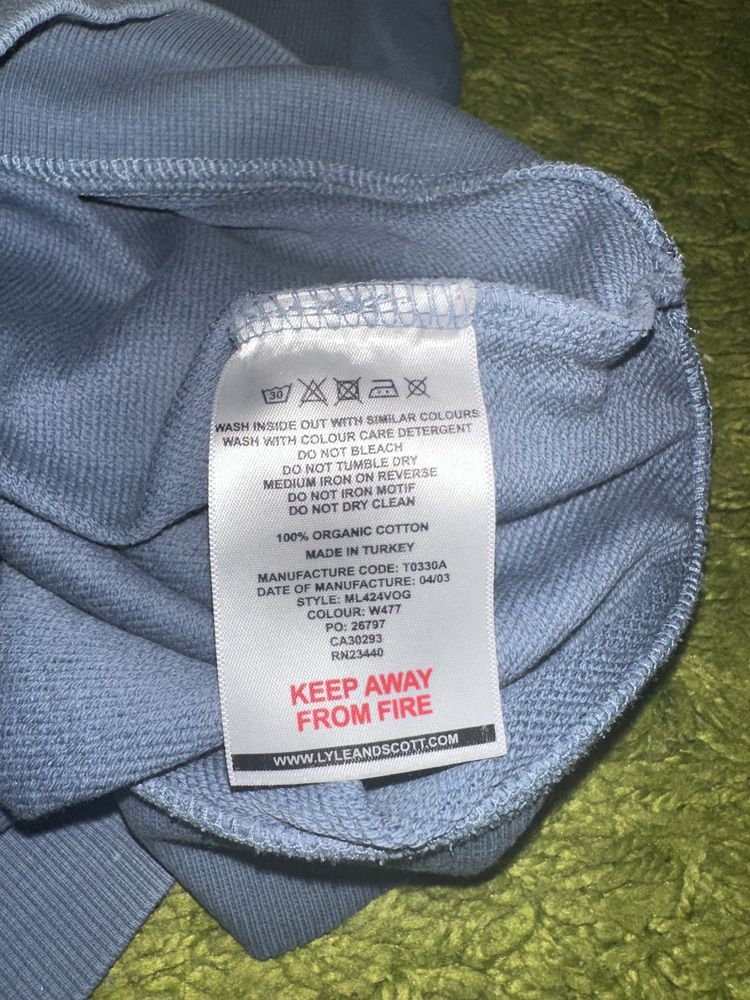 30
WASH INSIDE OUT WITH SIMILAR COLOURS
WASH WITH COLOUR CARE DETERGENT
DO NOT BLEACH
DO NOT TUMBLE DRY
MEDIUM IRON ON REVERSE
DO NOT IRON MOTIF
DO NOT DRY CLEAN
100% ORGANIC COTTON
MADE IN TURKEY
MANUFACTURE CODE: T0330A
DATE OF MANUFACTURE: 04/03
STYLE: ML424VOG
COLOUR: W477
PO: 26797
CA30293
RN23440
KEEP AWAY
FROM FIRE
WWW.LYLEANDSCOTT.COM